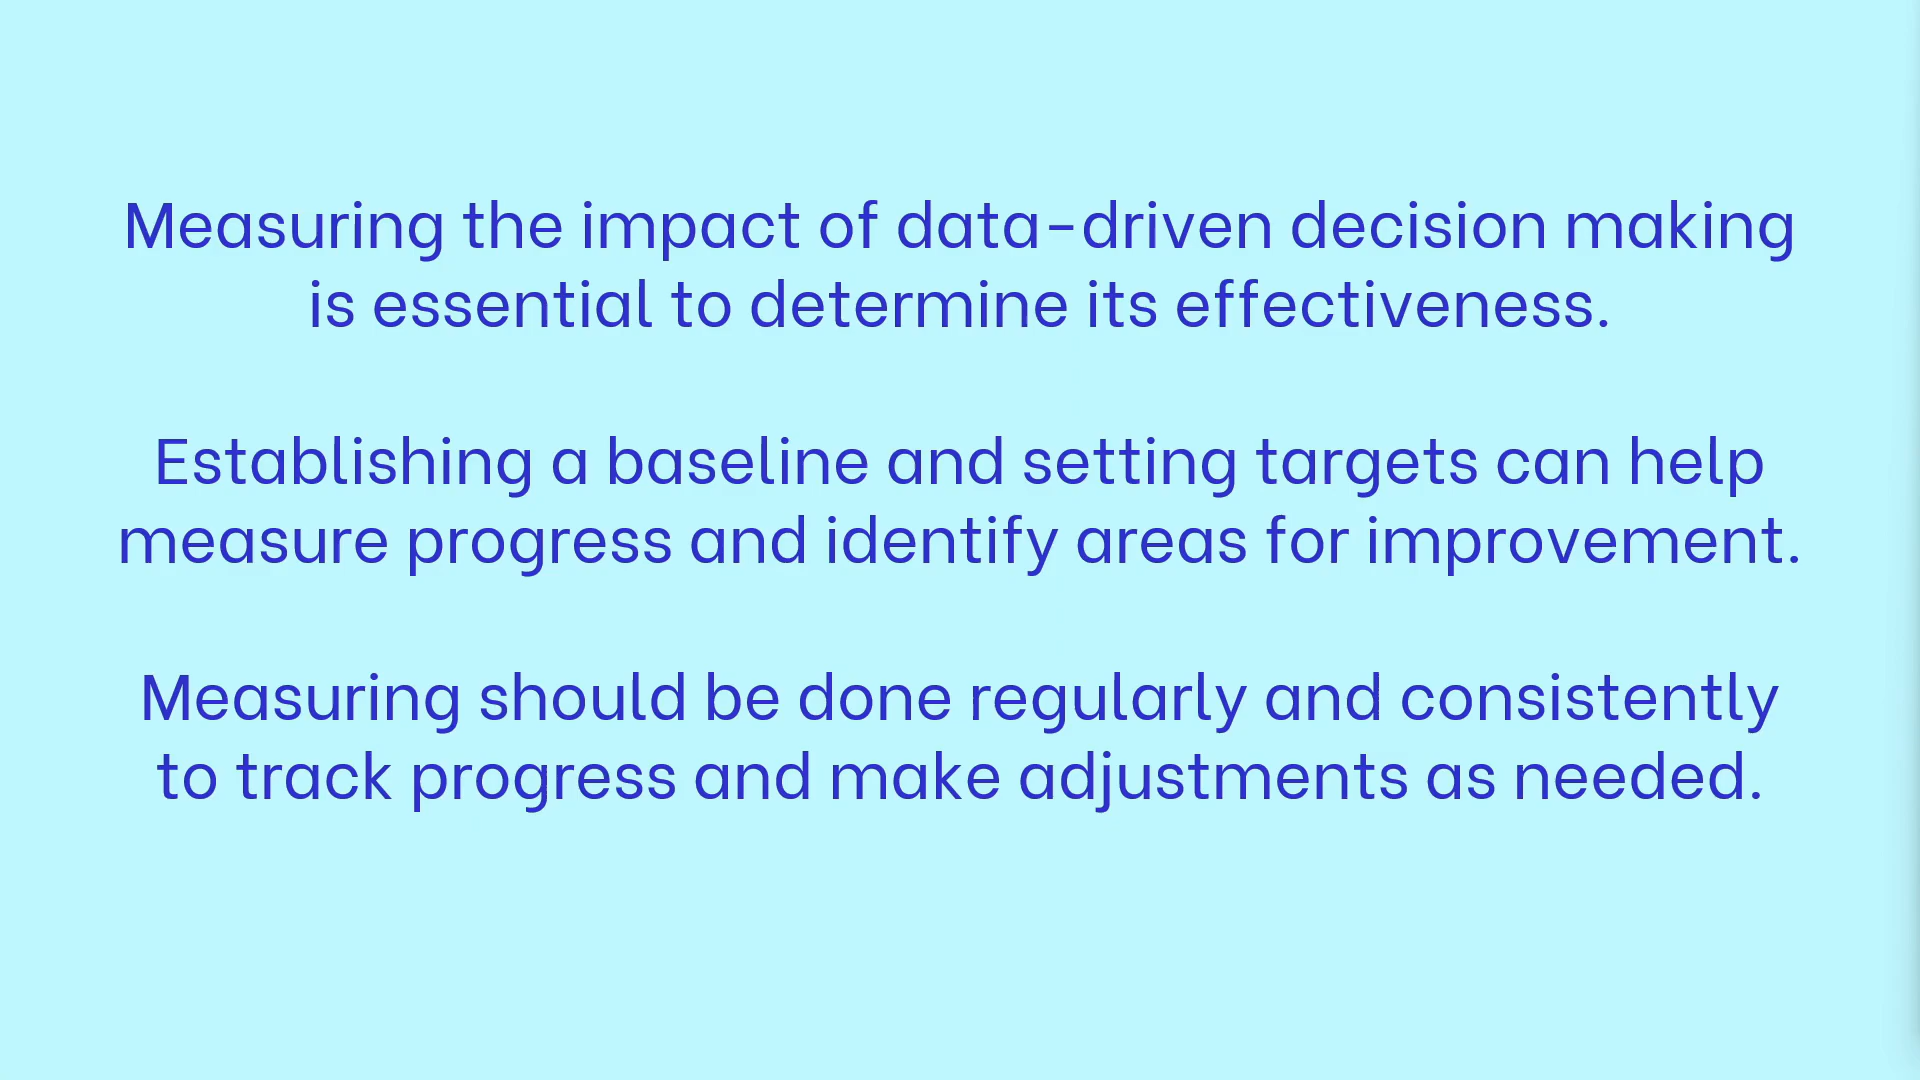 Measuring the impact of data-driven decision making
is essential to determine its effectiveness.
Establishing a baseline and setting targets can help
measure progress and identify areas for improvement.
Measuring should be done regularly and consistently
to track progress and make adjustments as needed.